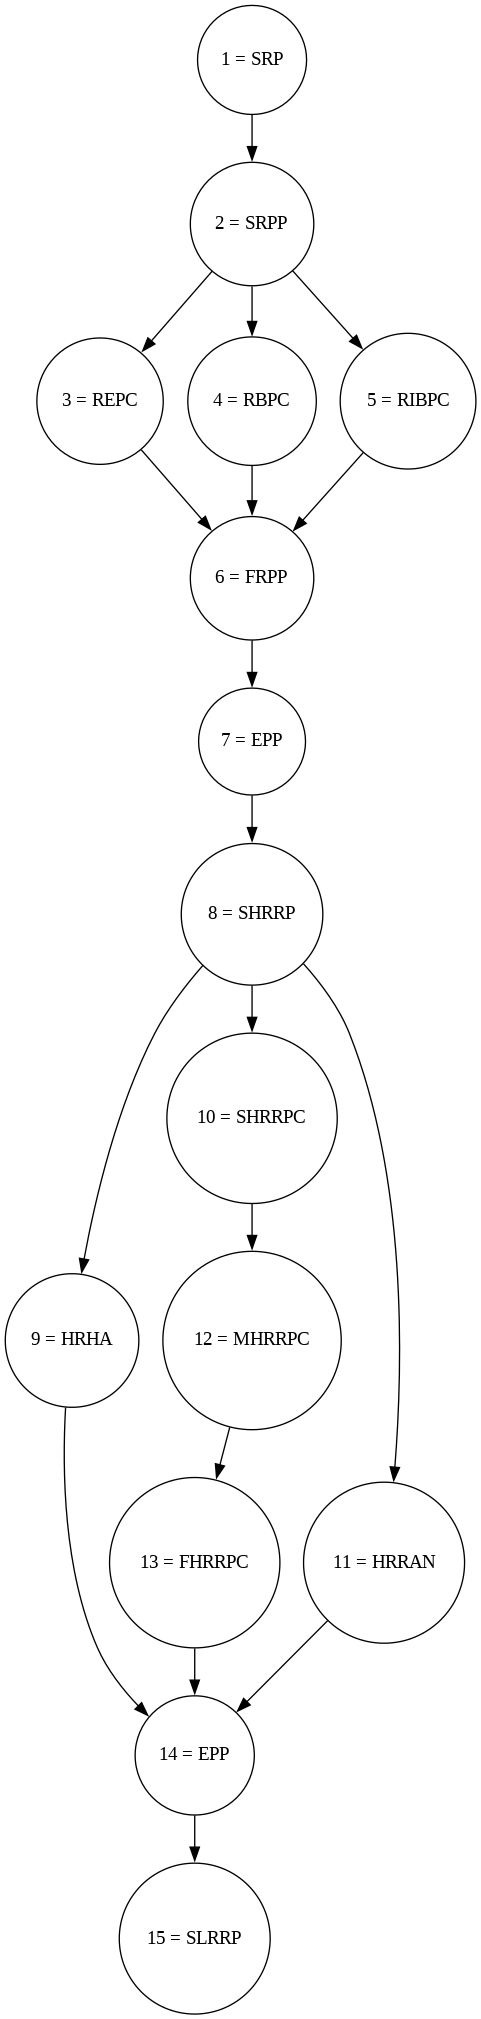 1 = SRP
2 = SRPP
3 = REPC
4 = RBPC
5 = RIBPC
6 = FRPP
7 = EPP
8 = SHRRP
10 = SHRRPC
9 = HRHA
12 = MHRRPC
13 = FHRRPC
11 = HRRAN
14 = EPP
15 = SLRRP